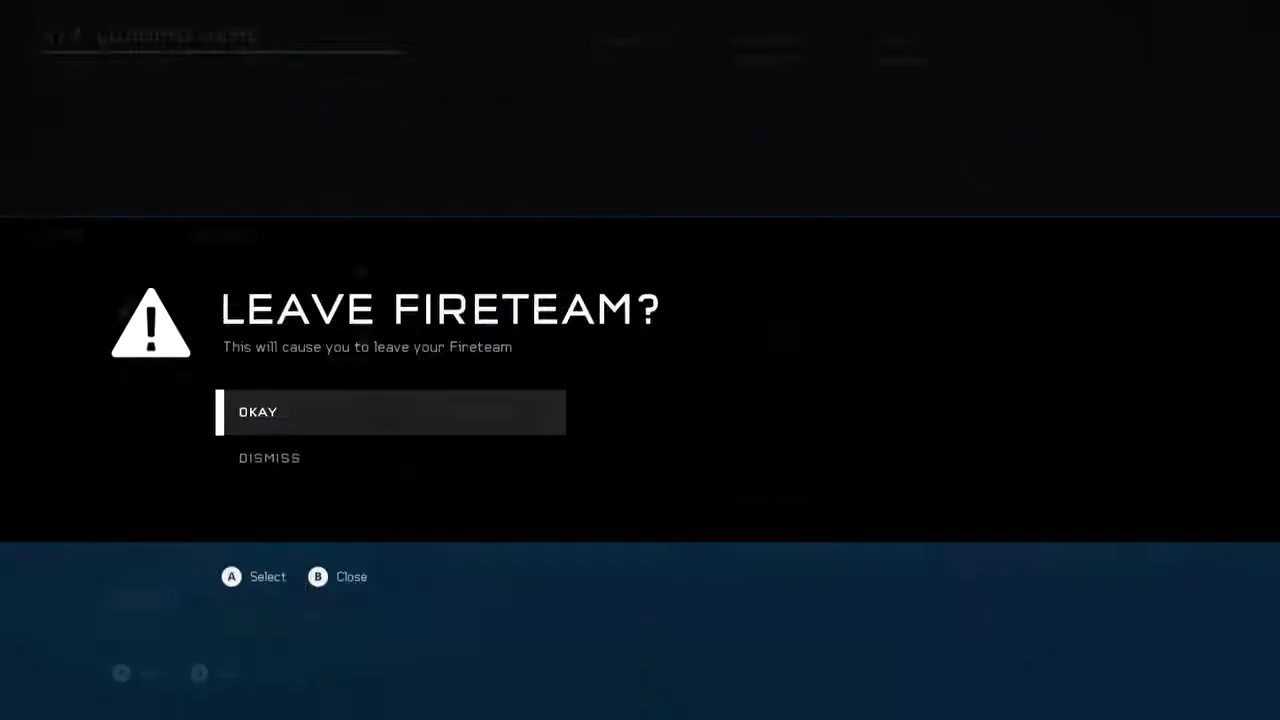 LEAVE FIRETEAM?
This will cause you to leave your Fireteam
OKAY
DISMISS
A Select B Close